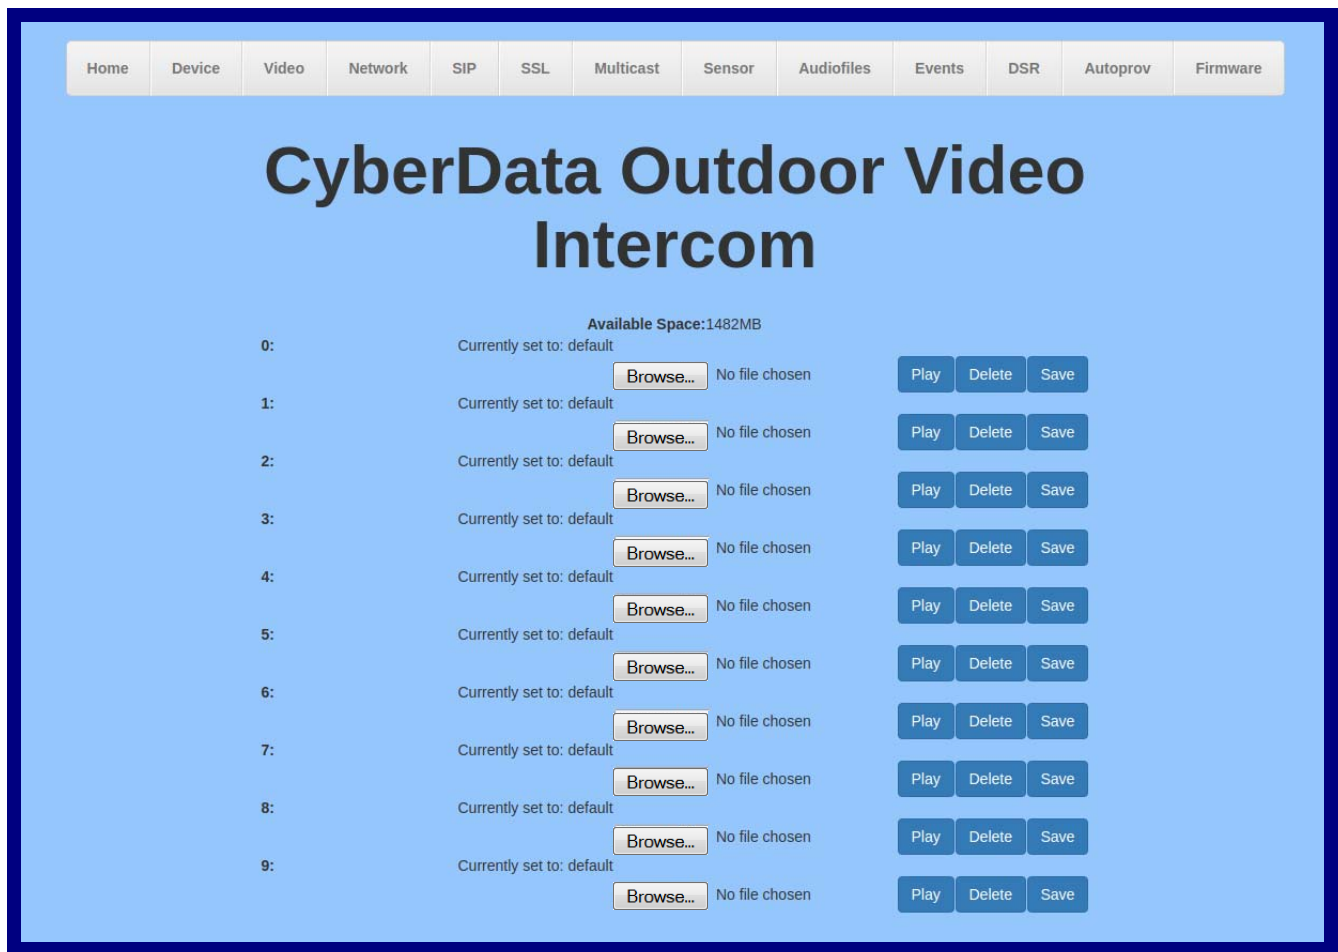 Home Device Video Network SIP SSL Multicast Sensor Audiofiles Events DSR Autoprov Firmware
CyberData Outdoor Video
Intercom
Available Space:1482MB
0: Currently set to: default
Browse... No file chosen Play Delete Save
1: Currently set to: default
Browse... No file chosen Play Delete Save
2: Currently set to: default
Browse... No file chosen Play Delete Save
3: Currently set to: default
Browse... No file chosen Play Delete Save
4: Currently set to: default
Browse... No file chosen Play Delete Save
5: Currently set to: default
Browse... No file chosen Play Delete Save
6: Currently set to: default
Browse... No file chosen Play Delete Save
7: Currently set to: default
Browse... No file chosen Play Delete Save
8: Currently set to: default
Browse... No file chosen Play Delete Save
9: Currently set to: default
Browse... No file chosen Play Delete Save